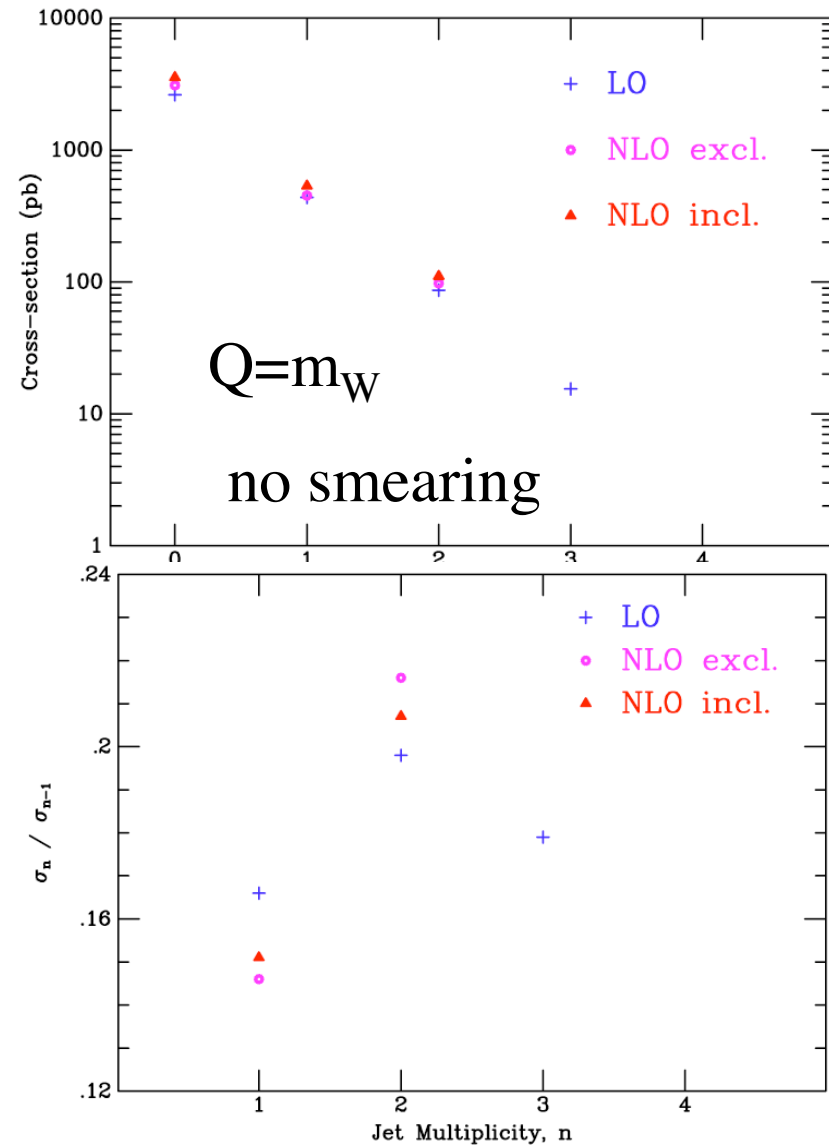 10000
1000
100
10
1
Cross-section (pb)
LO
NLO excl.
NLO incl.
Q=m_W
no smearing
0 1 2 3 4
.24
.2
.16
.12
σ_n / σ_{n-1}
LO
NLO excl.
NLO incl.
1 2 3 4
Jet Multiplicity, n